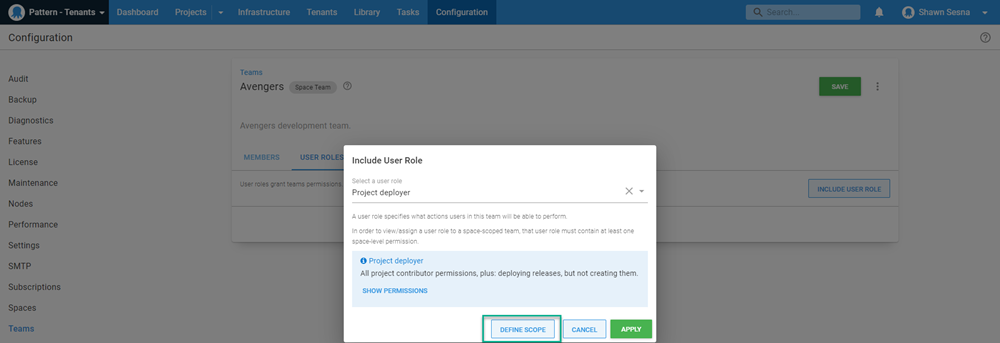 Pattern - Tenants Dashboard Projects Infrastructure Tenants Library Tasks Configuration Search... Shawn Sesna
Configuration
Audit
Backup
Diagnostics
Features
License
Maintenance
Nodes
Performance
Settings
SMTP
Subscriptions
Spaces
Teams
Teams
Avengers Space Team
SAVE
Avengers development team.
MEMBERS USER ROLES
User roles grant teams permissions
INCLUDE USER ROLE
Include User Role
Select a user role
Project deployer
A user role specifies what actions users in this team will be able to perform.
In order to view/assign a user role to a space-scoped team, that user role must contain at least one
space-level permission.
Project deployer
All project contributor permissions, plus: deploying releases, but not creating them.
SHOW PERMISSIONS
DEFINE SCOPE CANCEL APPLY